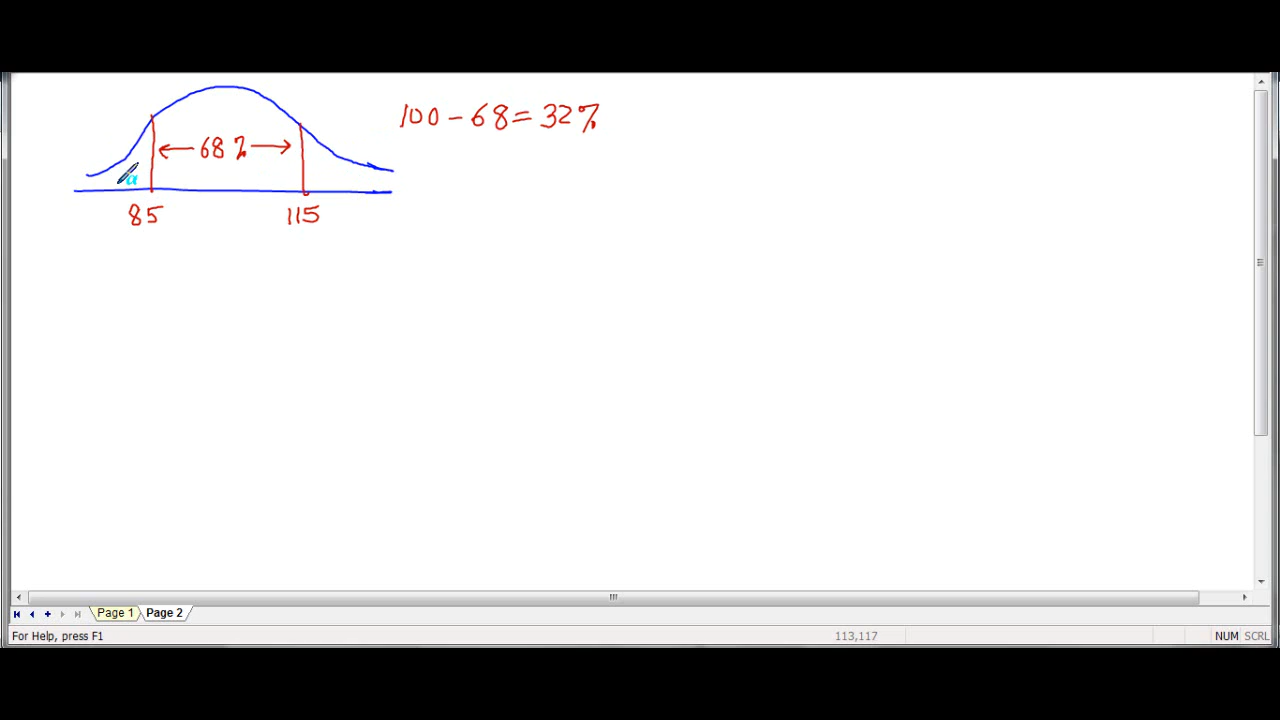 100 - 68 = 32%
68%
a
85 115
Page 1 Page 2
For Help, press F1 113,117 NUM SCRL